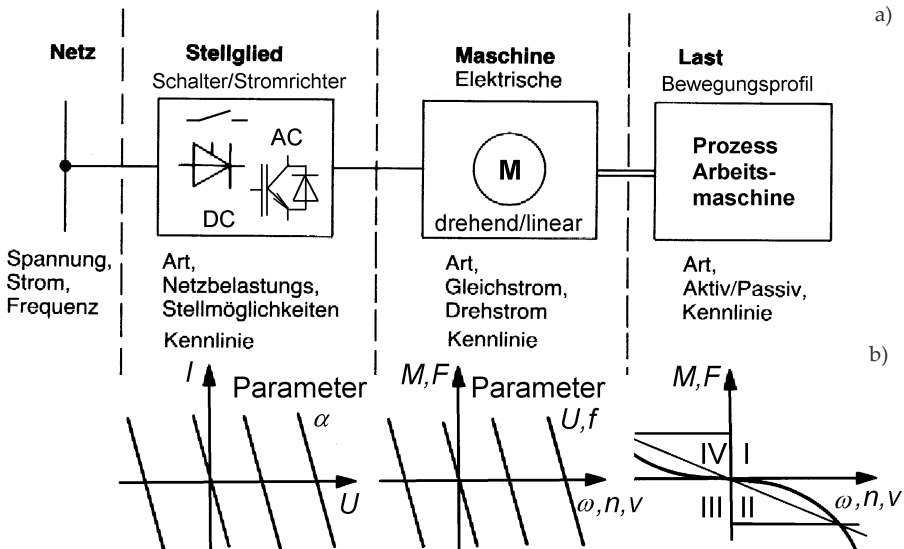 a)
Netz
Stellglied
Schalter/Stromrichter
AC
DC
Maschine
Elektrische
M
drehend/linear
Last
Bewegungsprofil
Prozess
Arbeits-
maschine
Spannung,
Strom,
Frequenz
Art,
Netzbelastungs,
Stellmöglichkeiten
Kennlinie
Art,
Gleichstrom,
Drehstrom
Kennlinie
Art,
Aktiv/Passiv,
Kennlinie
b)
I
Parameter
α
U
M,F
Parameter
U,f
ω,n,v
M,F
IV I
III II
ω,n,v